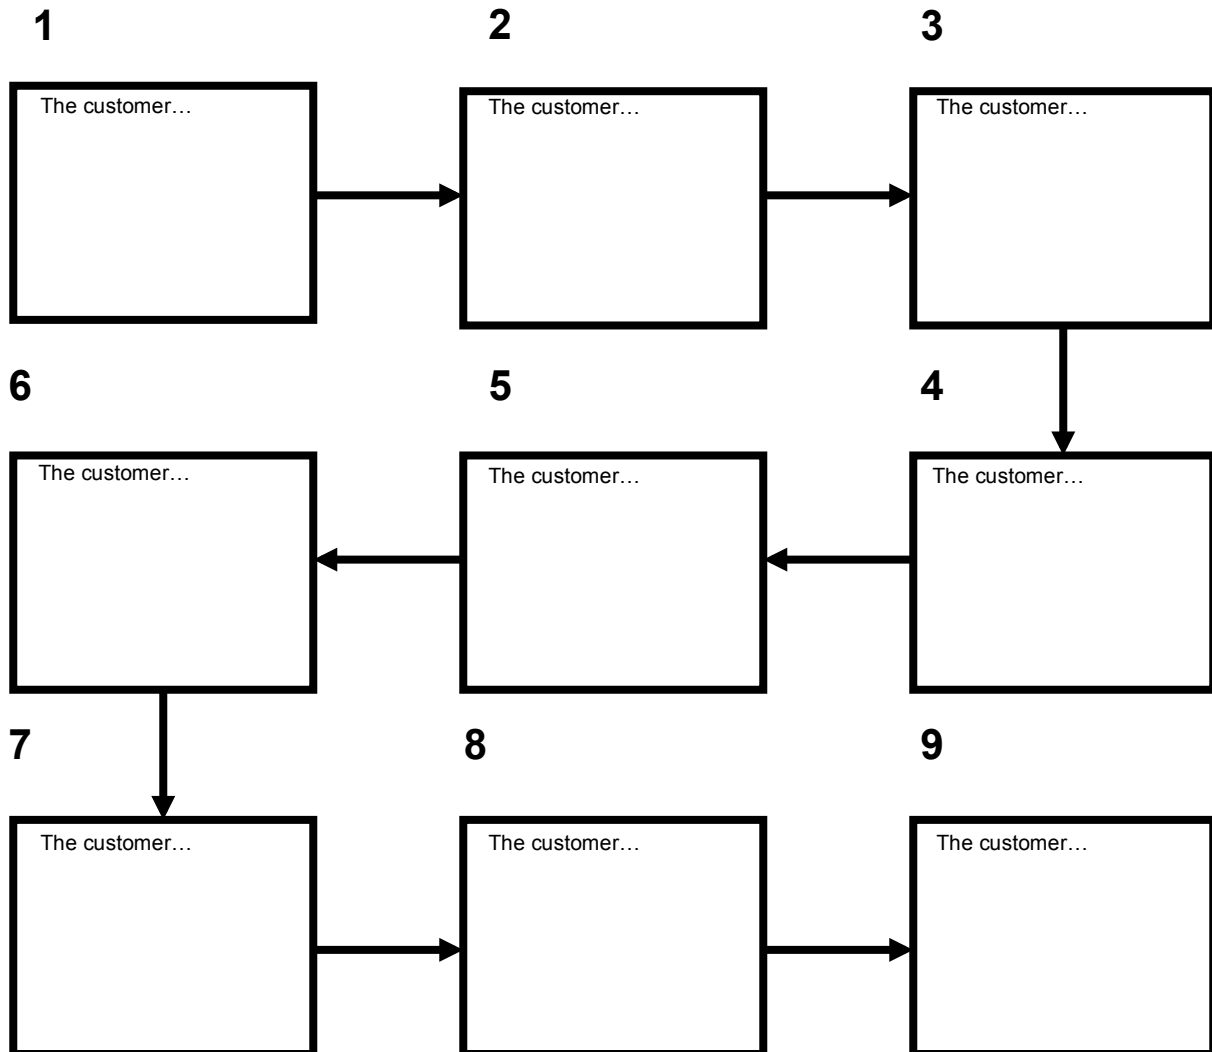 1 2 3
The customer… The customer… The customer…
6 5 4
The customer… The customer… The customer…
7 8 9
The customer… The customer… The customer…